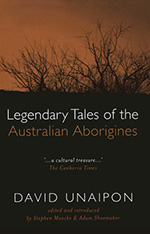 Legendary Tales of the
Australian Aborigines
"...a cultural treasure..."
The Canberra Times
DAVID UNAIPON
edited and introduced
by Stephen Muecke & Adam Shoemaker